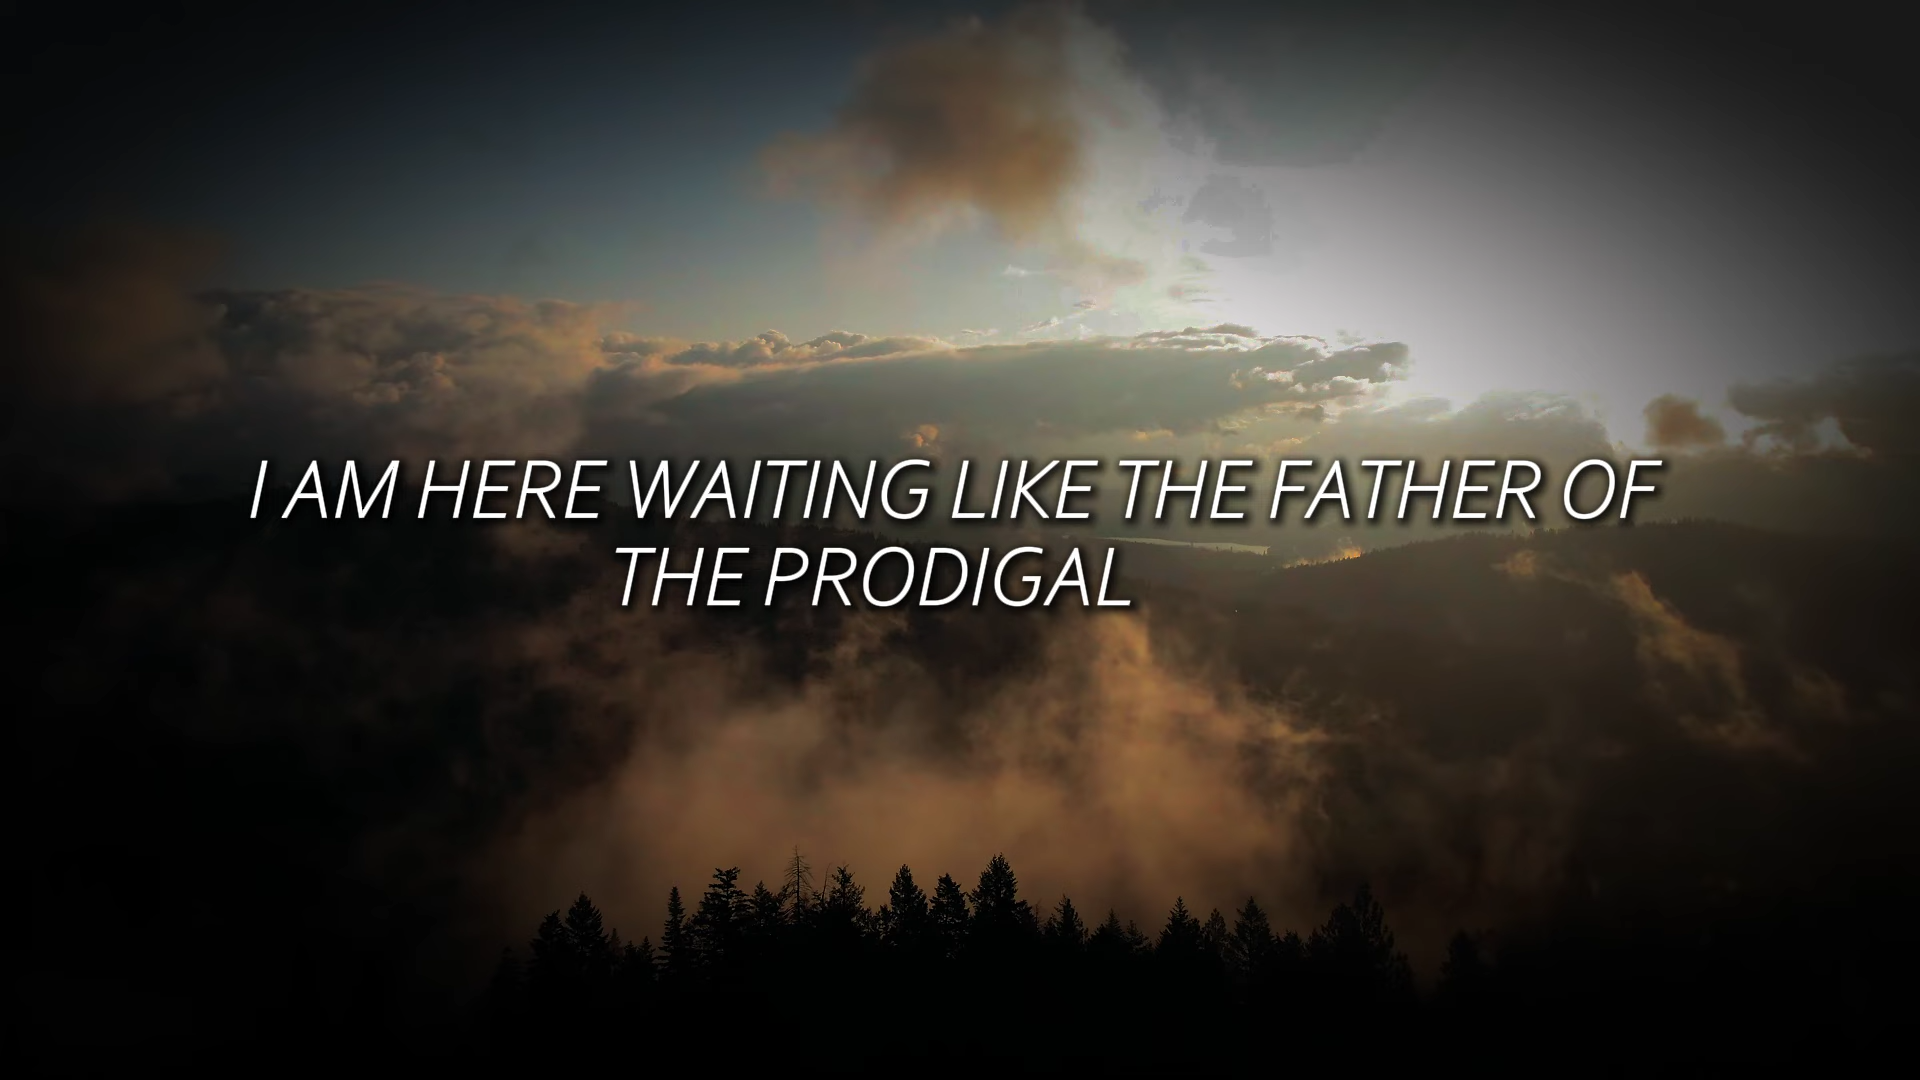 I AM HERE WAITING LIKE THE FATHER OF
THE PRODIGAL